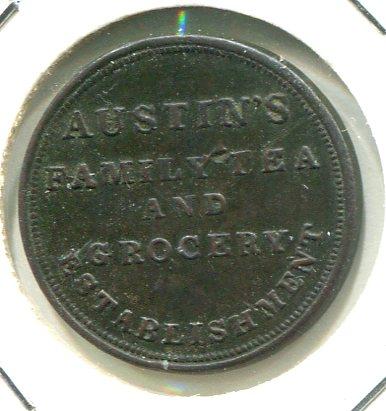 AUSTIN'S
FAMILY TEA
AND
GROCERY
ESTABLISHMENT